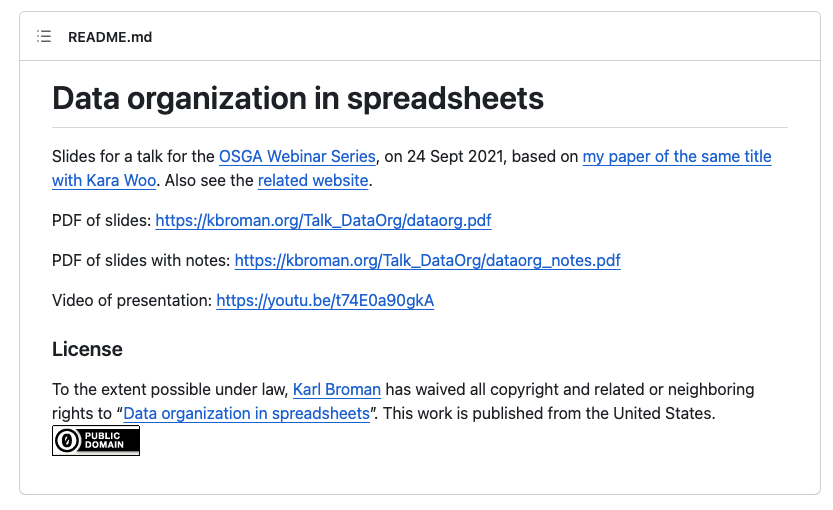 README.md
Data organization in spreadsheets
Slides for a talk for the OSGA Webinar Series, on 24 Sept 2021, based on my paper of the same title
with Kara Woo. Also see the related website.
PDF of slides: https://kbroman.org/Talk_DataOrg/dataorg.pdf
PDF of slides with notes: https://kbroman.org/Talk_DataOrg/dataorg_notes.pdf
Video of presentation: https://youtu.be/t74E0a90gkA
License
To the extent possible under law, Karl Broman has waived all copyright and related or neighboring
rights to “Data organization in spreadsheets”. This work is published from the United States.
0 PUBLIC
DOMAIN